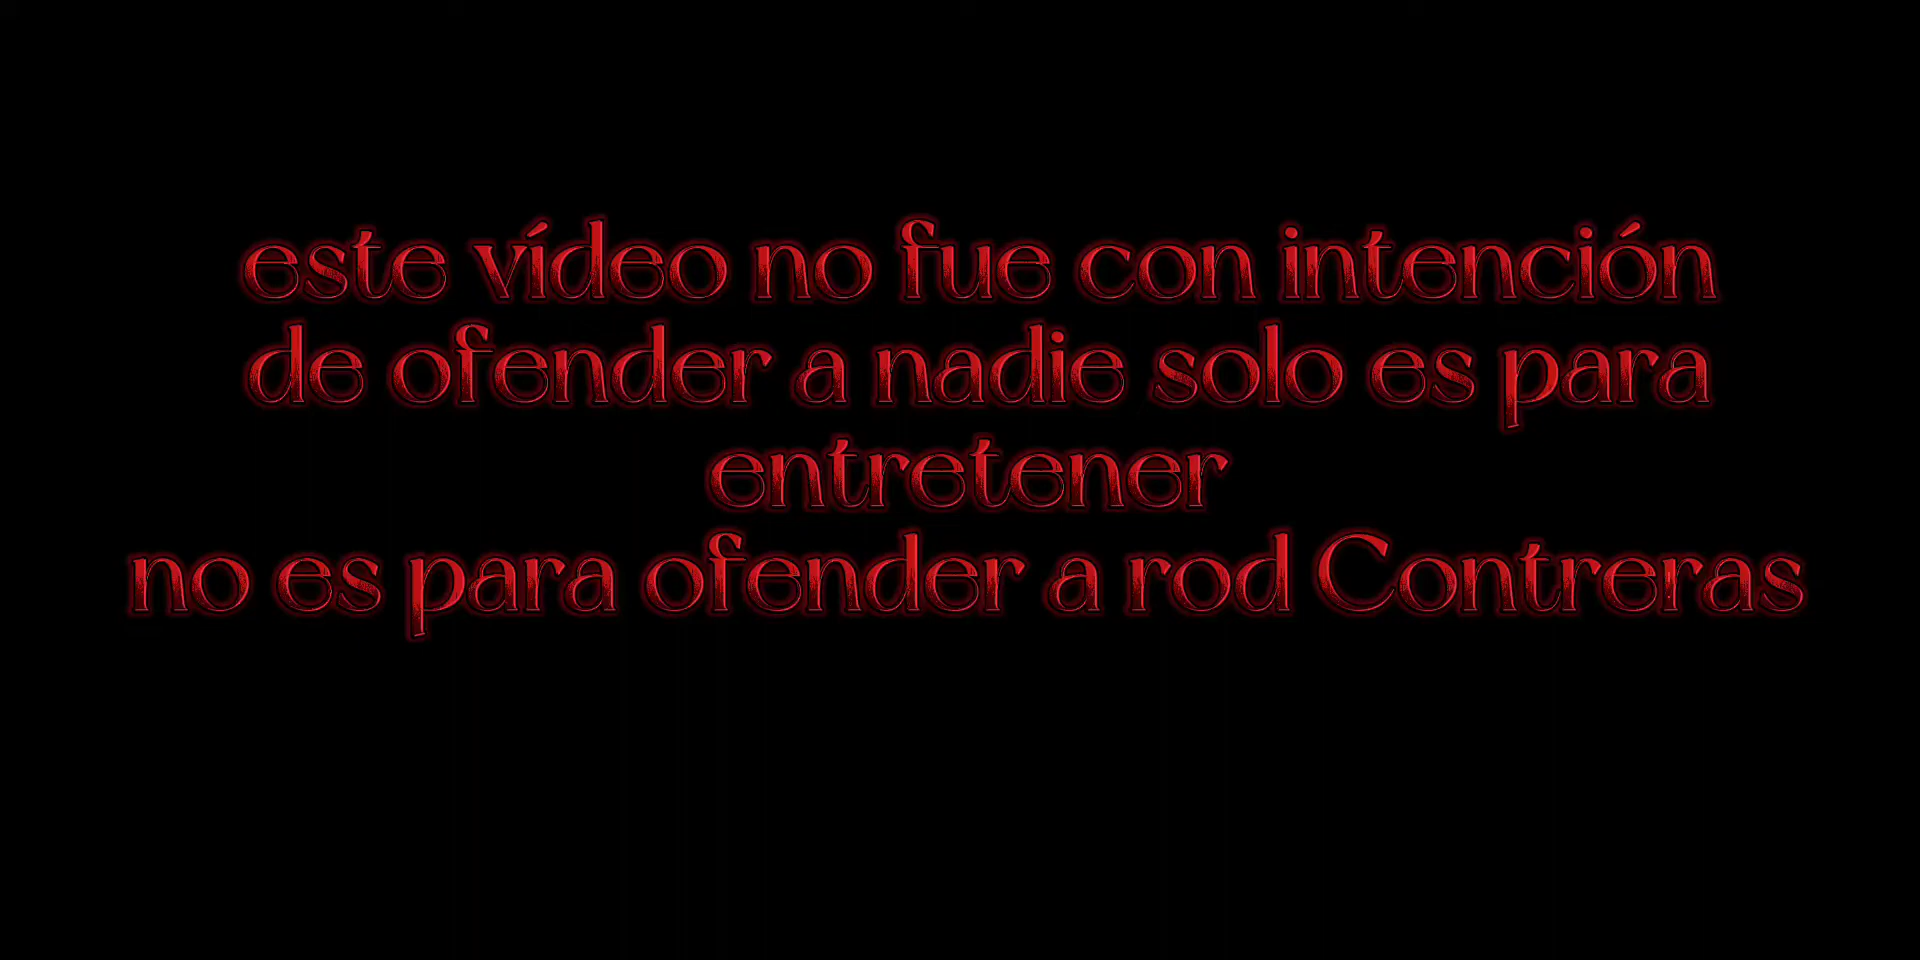 este vídeo no fue con intención
de ofender a nadie solo es para
entretener
no es para ofender a rod Contreras